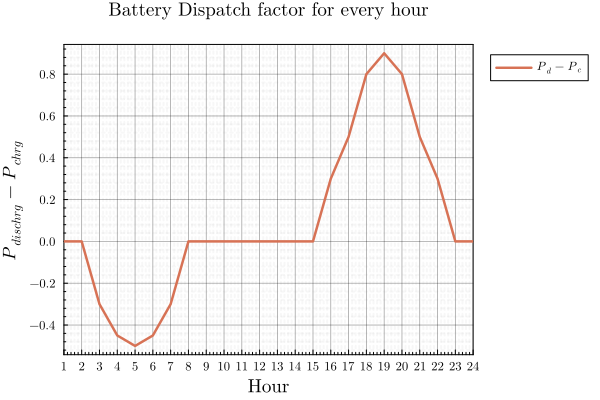 Battery Dispatch factor for every hour
P_d − P_c
P_dischrg − P_chrg
0.8
0.6
0.4
0.2
0.0
−0.2
−0.4
1 2 3 4 5 6 7 8 9 10 11 12 13 14 15 16 17 18 19 20 21 22 23 24
Hour